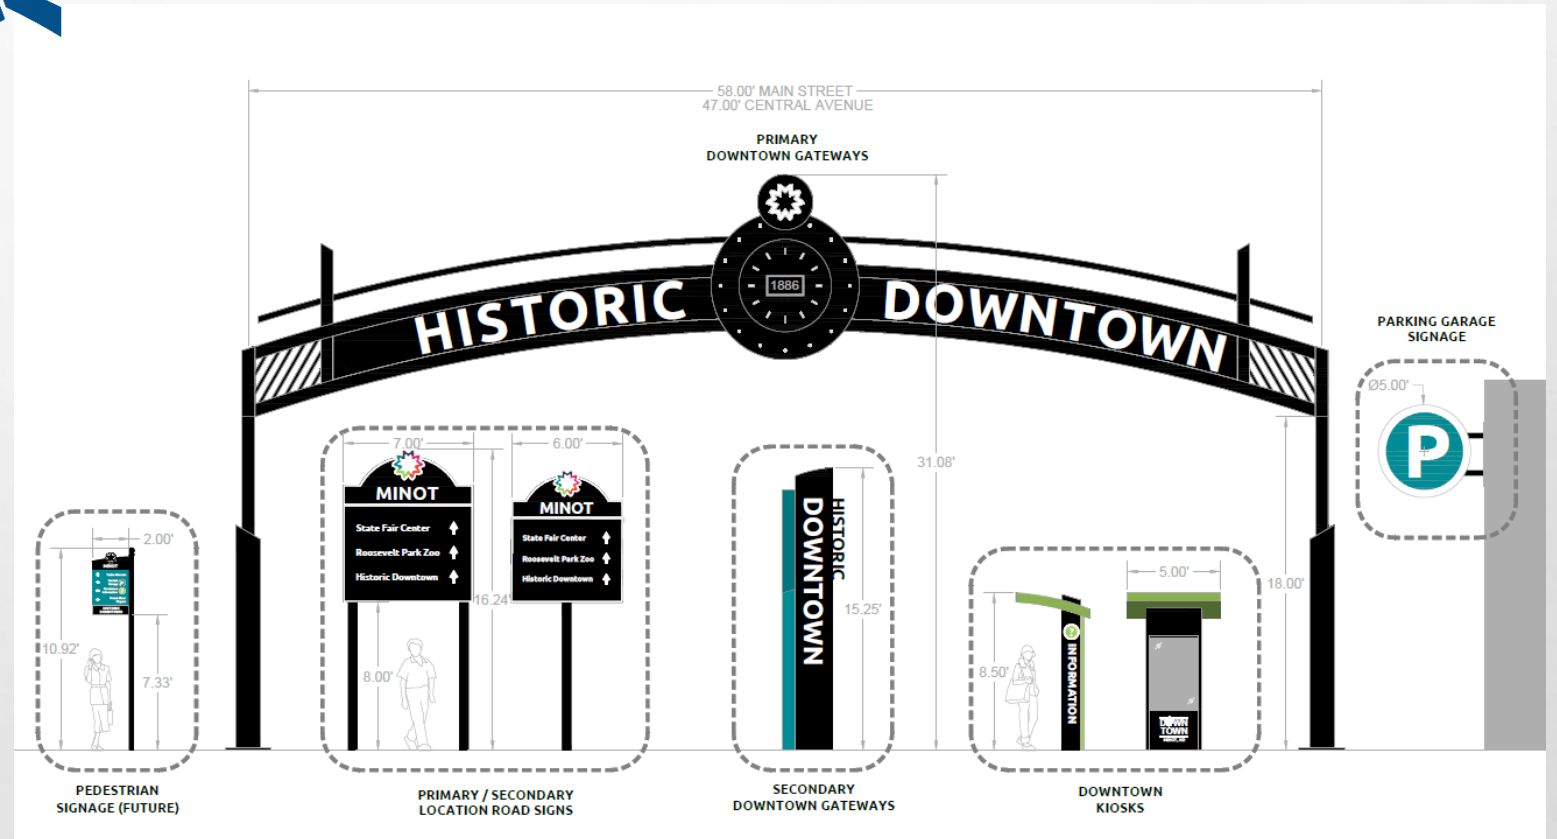 58.00' MAIN STREET
47.00' CENTRAL AVENUE
PRIMARY
DOWNTOWN GATEWAYS
1886
HISTORIC DOWNTOWN
31.08'
18.00'
PARKING GARAGE
SIGNAGE
Ø5.00'
P
2.00'
MINOT
10.92'
7.33'
PEDESTRIAN
SIGNAGE (FUTURE)
7.00'
MINOT
State Fair Center
Roosevelt Park Zoo
Historic Downtown
8.00'
16.24'
6.00'
MINOT
State Fair Center
Roosevelt Park Zoo
Historic Downtown
PRIMARY / SECONDARY
LOCATION ROAD SIGNS
HISTORIC
DOWNTOWN
15.25'
SECONDARY
DOWNTOWN GATEWAYS
8.50'
?
INFORMATION
5.00'
DOWN
TOWN
DOWNTOWN
KIOSKS